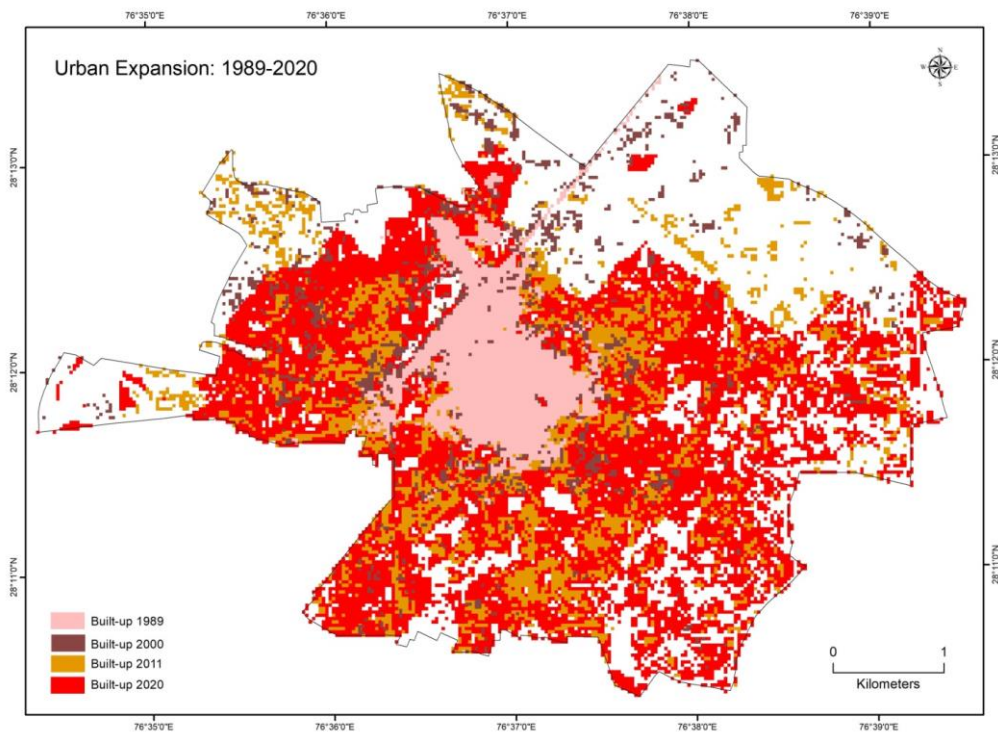 76°35'0"E 76°36'0"E 76°37'0"E 76°38'0"E 76°39'0"E
Urban Expansion: 1989-2020
N
W E
S
28°13'0"N 28°13'0"N
28°12'0"N 28°12'0"N
28°11'0"N 28°11'0"N
Built-up 1989
Built-up 2000
Built-up 2011
Built-up 2020
0 1
Kilometers
76°35'0"E 76°36'0"E 76°37'0"E 76°38'0"E 76°39'0"E